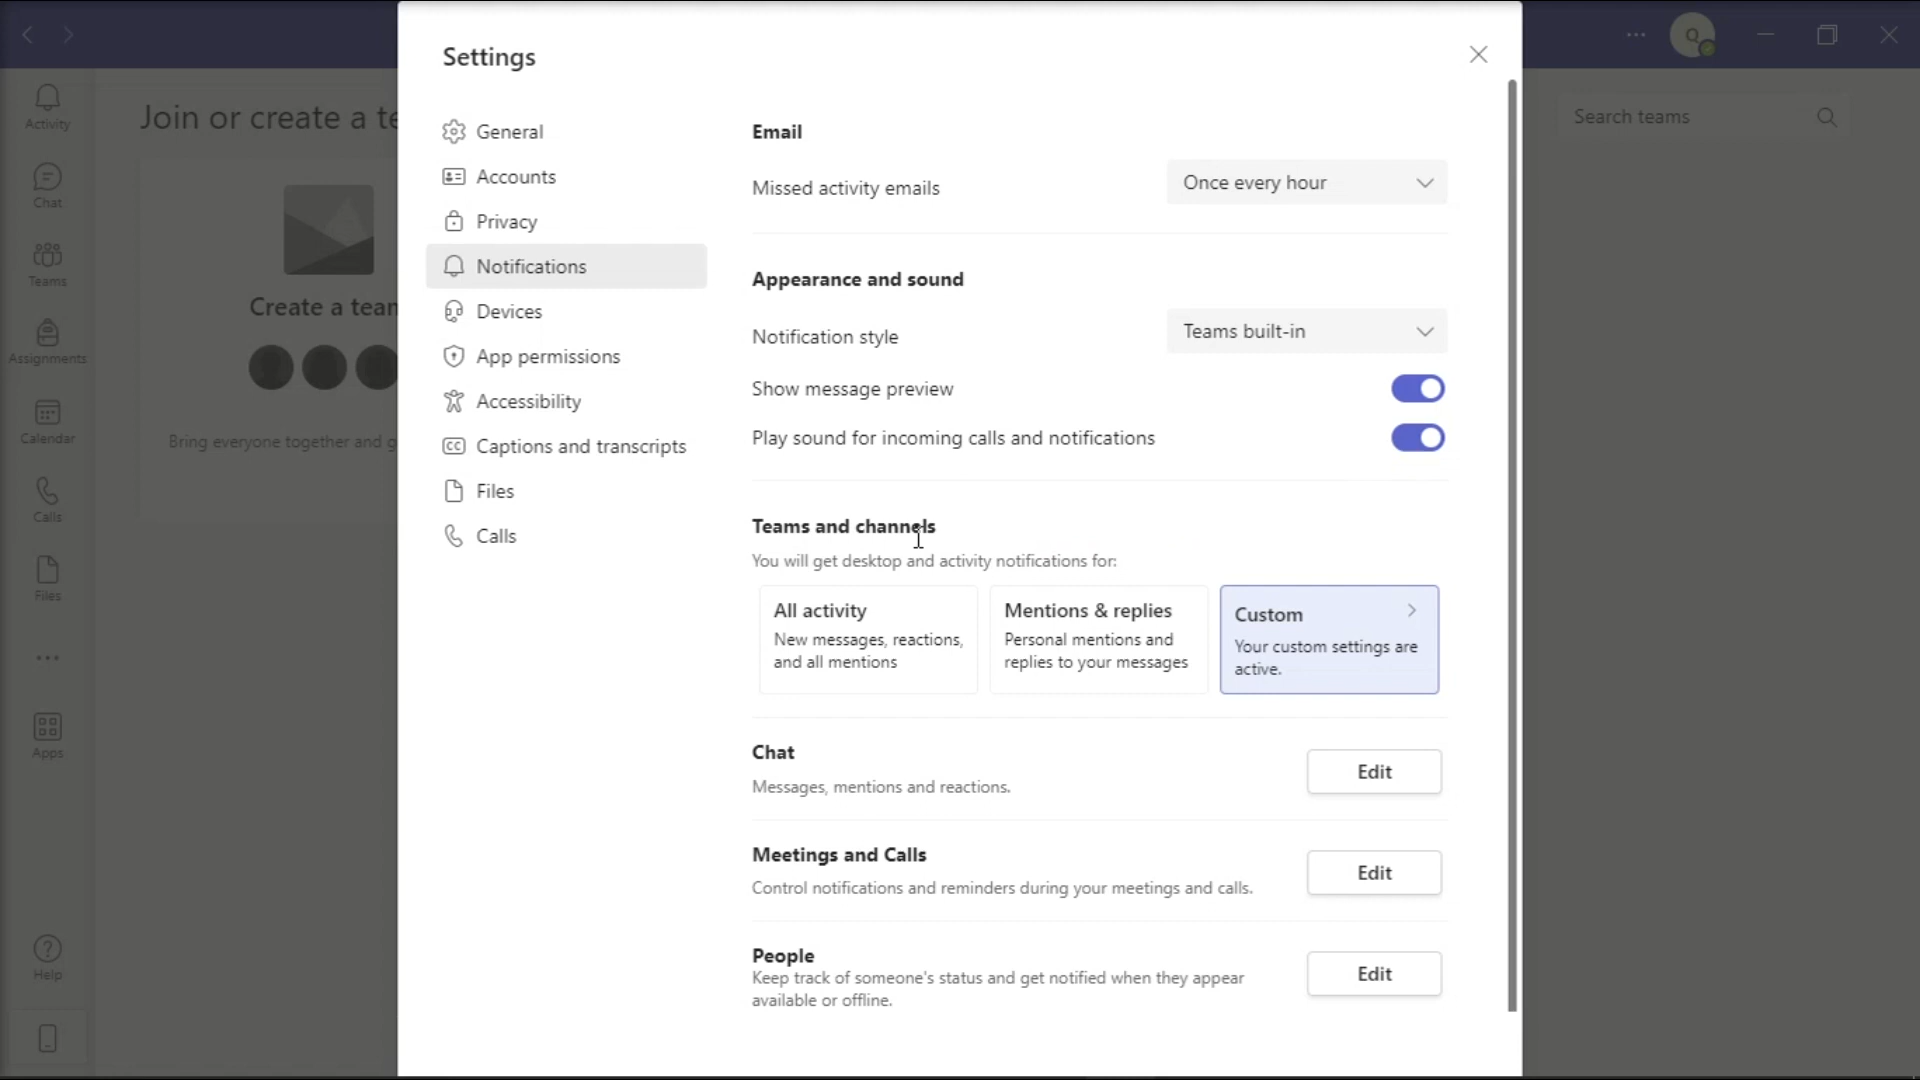 Settings
Q
Activity
Chat
Teams
Assignments
Calendar
Calls
Files
Apps
Help
Join or create a te
Create a tean
Bring everyone together and g
Search teams
General
Accounts
Privacy
Notifications
Devices
App permissions
Accessibility
CC Captions and transcripts
Files
Calls
Email
Missed activity emails
Once every hour
Appearance and sound
Notification style
Teams built-in
Show message preview
Play sound for incoming calls and notifications
Teams and channels
You will get desktop and activity notifications for:
All activity
New messages, reactions,
and all mentions
Mentions & replies
Personal mentions and
replies to your messages
Custom
Your custom settings are
active.
Chat
Messages, mentions and reactions.
Edit
Meetings and Calls
Control notifications and reminders during your meetings and calls.
Edit
People
Keep track of someone's status and get notified when they appear
available or offline.
Edit